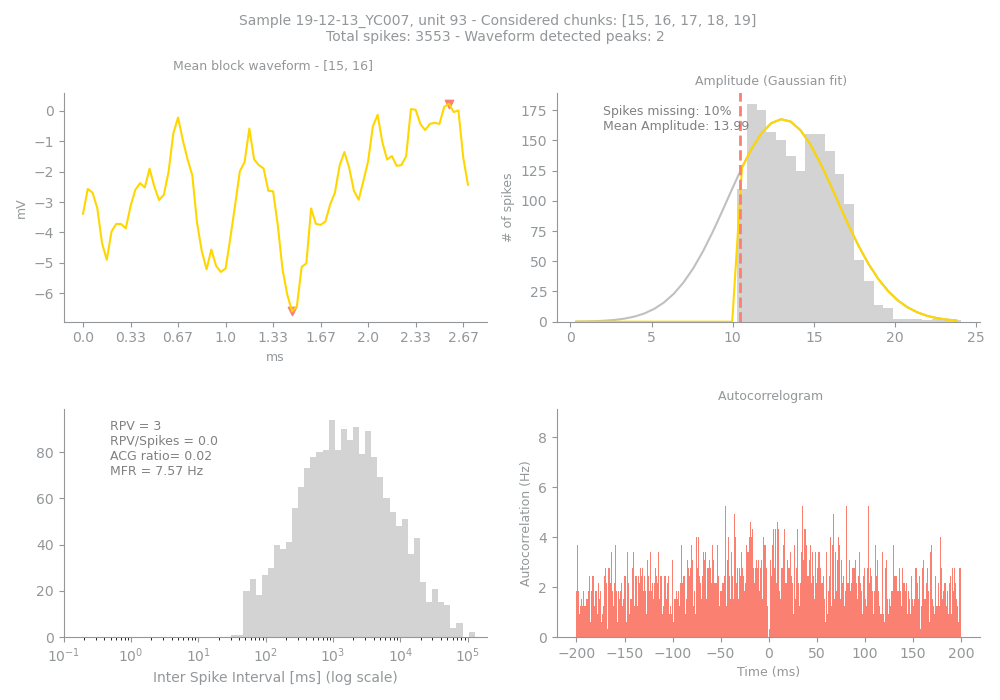 Sample 19-12-13_YC007, unit 93 - Considered chunks: [15, 16, 17, 18, 19]
Total spikes: 3553 - Waveform detected peaks: 2
Mean block waveform - [15, 16]
0
−1
−2
−3
−4
−5
−6
mV
0.0 0.33 0.67 1.0 1.33 1.67 2.0 2.33 2.67
ms
Amplitude (Gaussian fit)
Spikes missing: 10%
Mean Amplitude: 13.99
175
150
125
100
75
50
25
0
# of spikes
0 5 10 15 20 25
RPV = 3
RPV/Spikes = 0.0
ACG ratio= 0.02
MFR = 7.57 Hz
80
60
40
20
0
10⁻¹ 10⁰ 10¹ 10² 10³ 10⁴ 10⁵
Inter Spike Interval [ms] (log scale)
Autocorrelogram
8
6
4
2
0
Autocorrelation (Hz)
−200 −150 −100 −50 0 50 100 150 200
Time (ms)